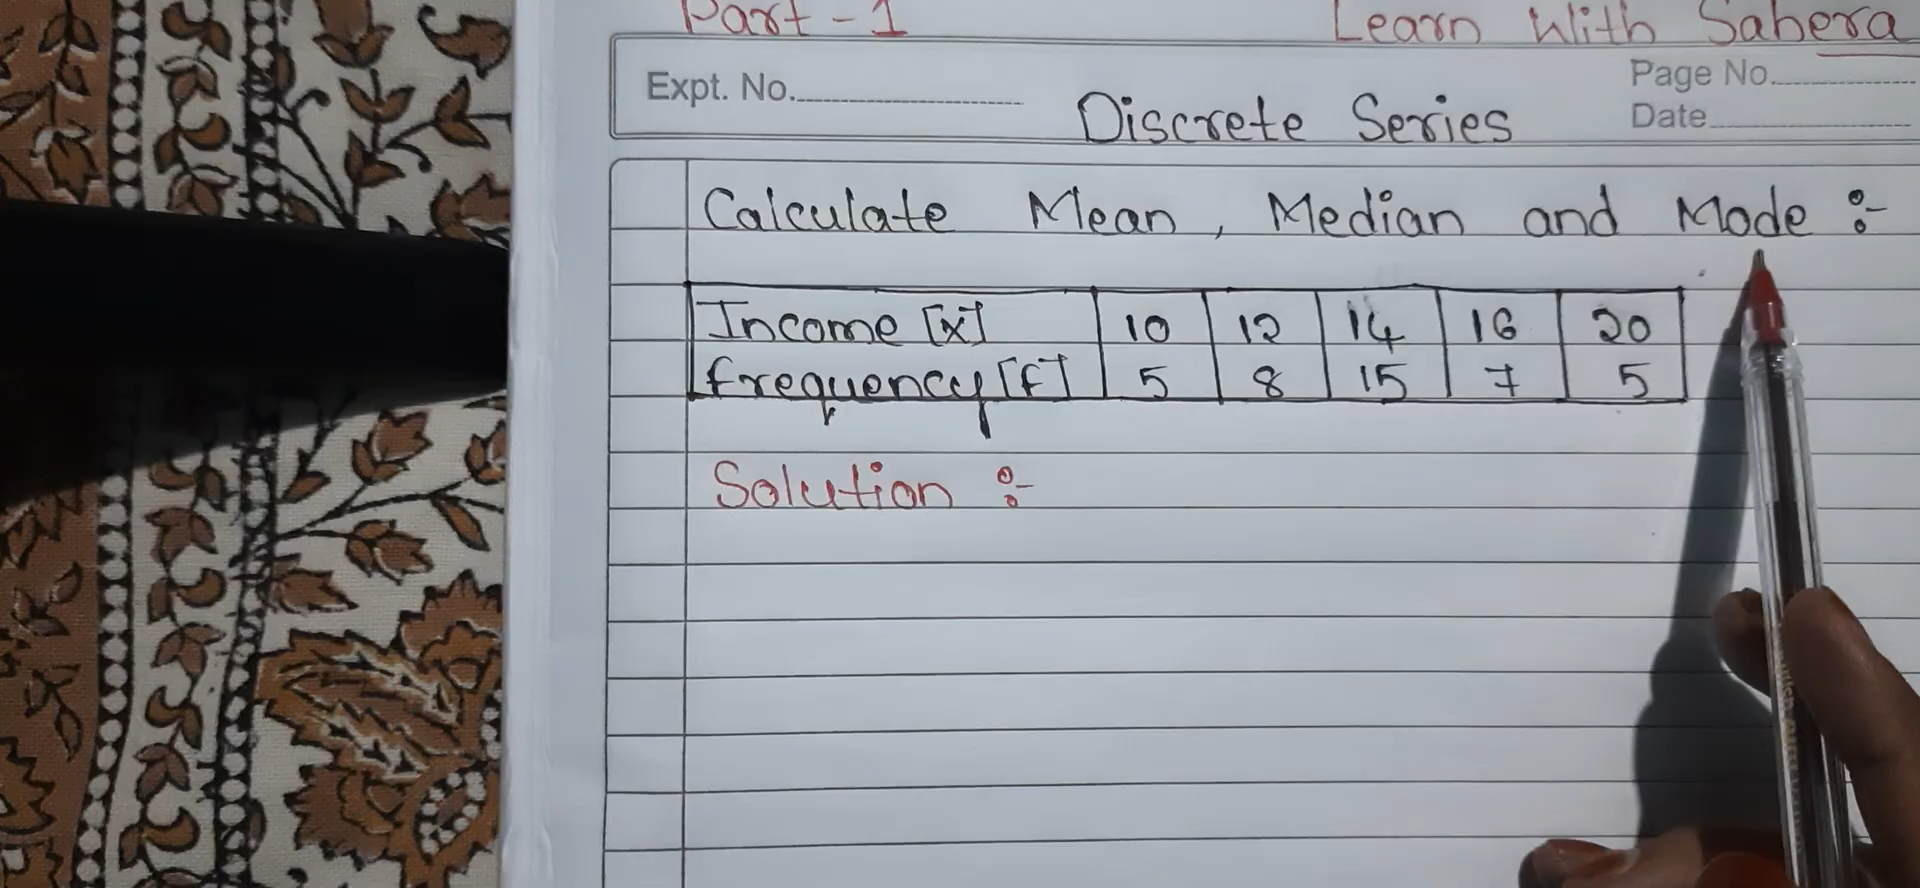 Part - 1 Learn With Sahera
Expt. No. Page No.
Discrete Series Date
Calculate Mean, Median and Mode :-
Income [x] 10 12 14 16 20
frequency [f] 5 8 15 7 5
Solution :-